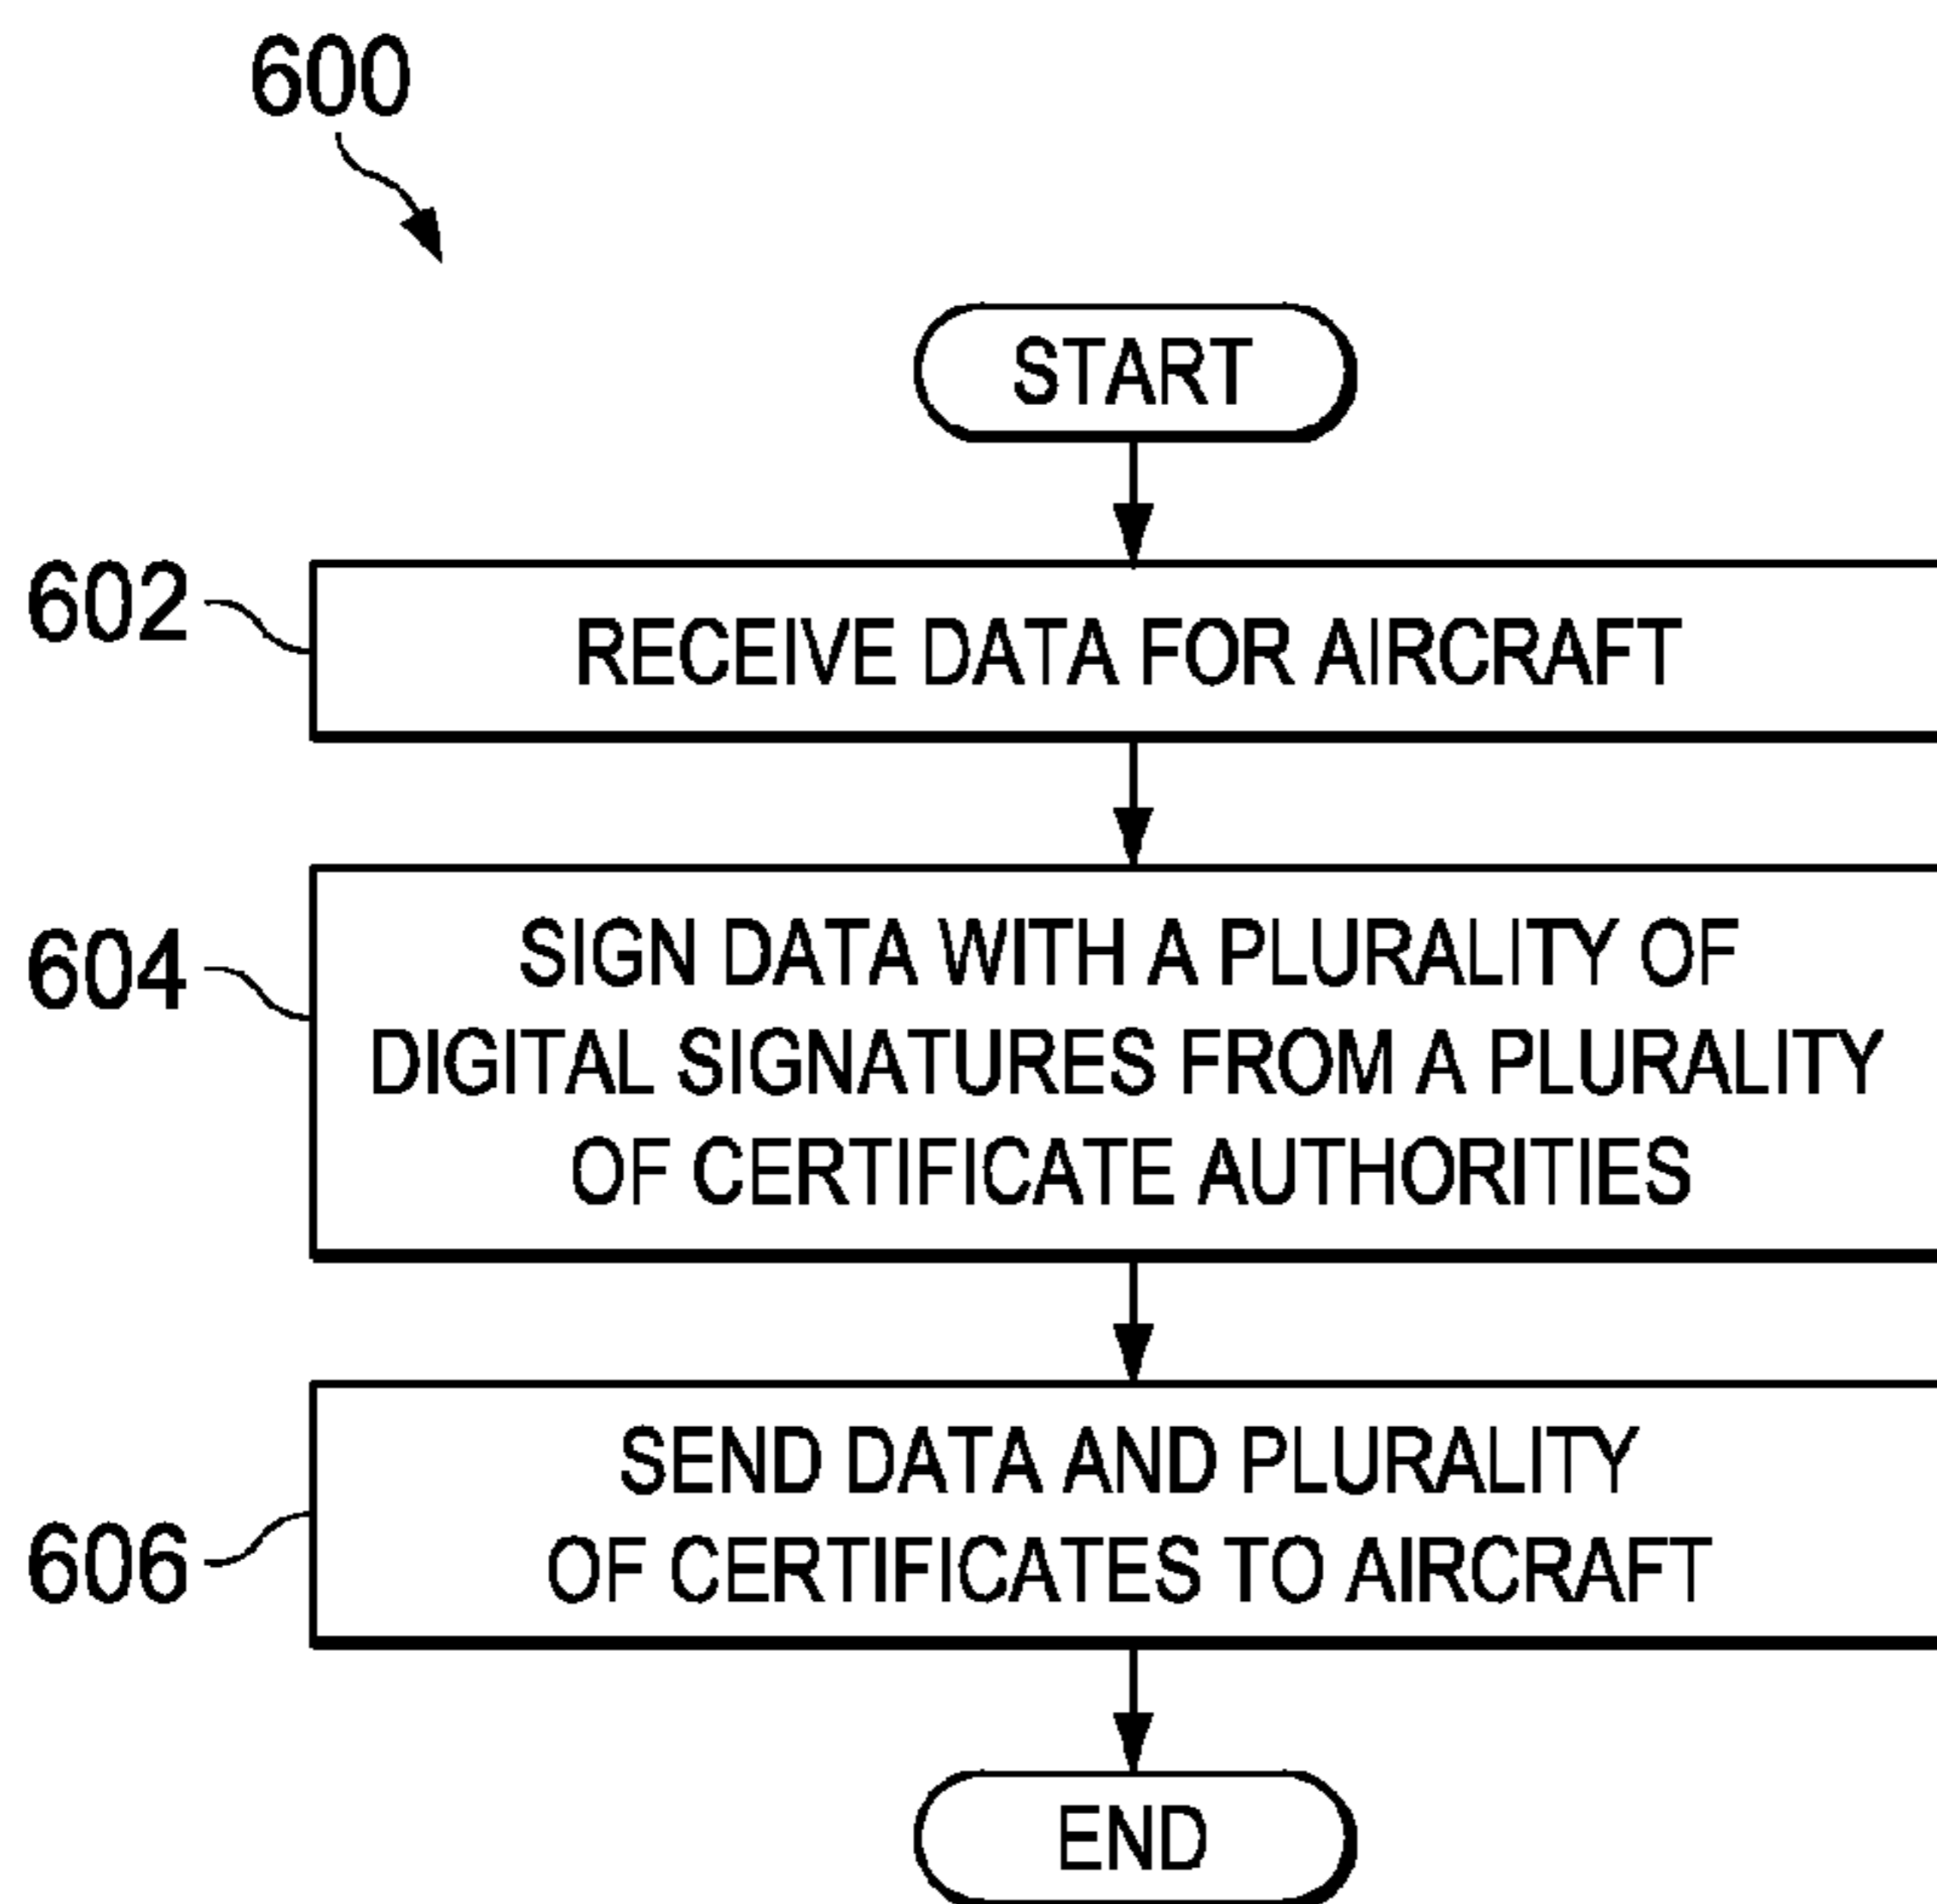 600
START
602
RECEIVE DATA FOR AIRCRAFT
604
SIGN DATA WITH A PLURALITY OF
DIGITAL SIGNATURES FROM A PLURALITY
OF CERTIFICATE AUTHORITIES
606
SEND DATA AND PLURALITY
OF CERTIFICATES TO AIRCRAFT
END